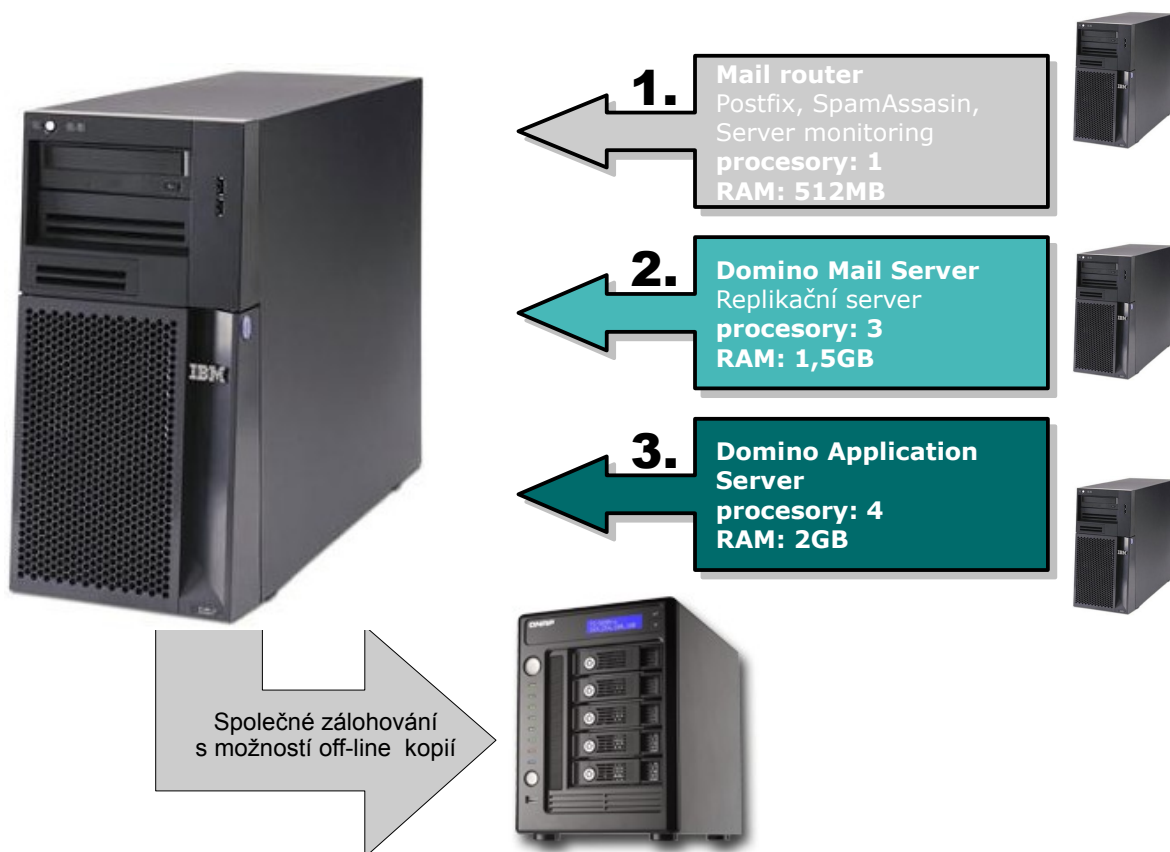 1.
Mail router
Postfix, SpamAssasin,
Server monitoring
procesory: 1
RAM: 512MB
2.
Domino Mail Server
Replikační server
procesory: 3
RAM: 1,5GB
3.
Domino Application
Server
procesory: 4
RAM: 2GB
IBM
QNAP
Společné zálohování
s možností off-line kopií